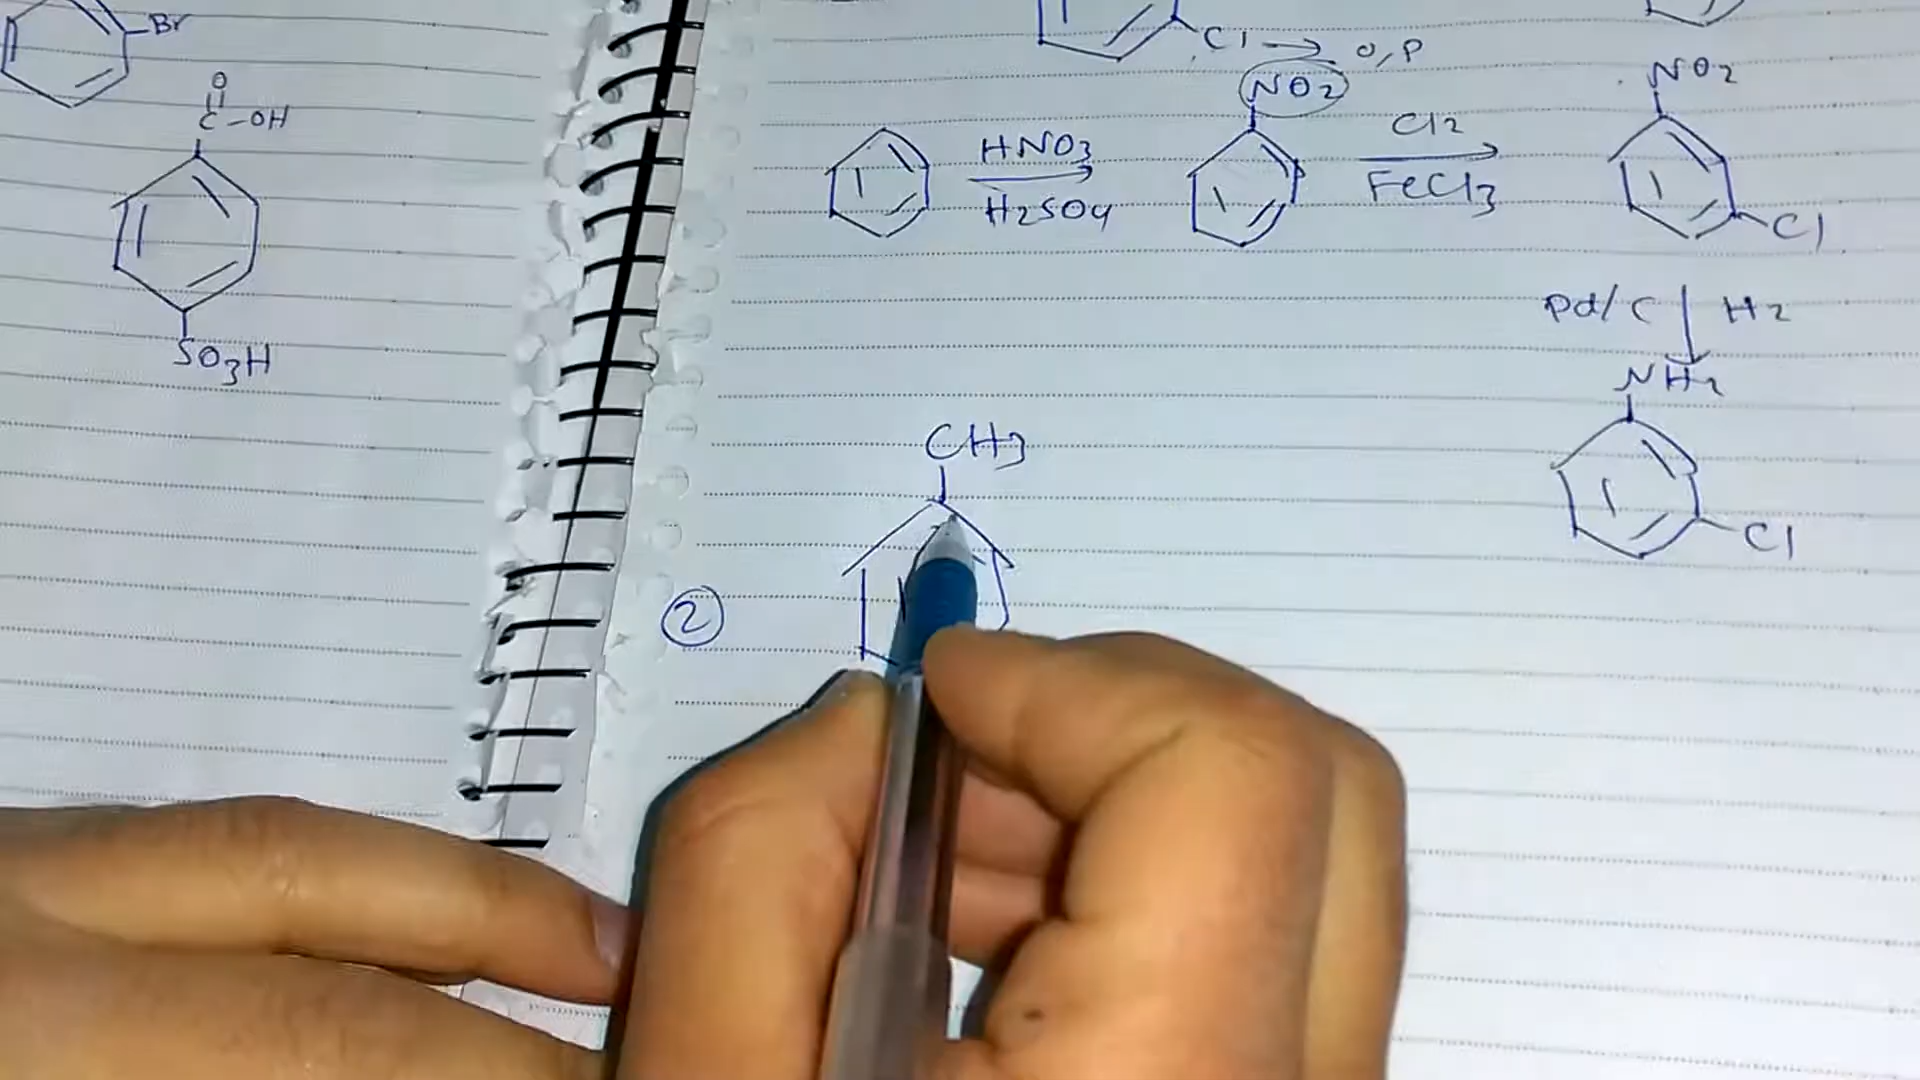 Br
O
C-OH
SO3H
Cl → O,P
HNO3
H2SO4
NO2
Cl2
FeCl3
NO2
Cl
Pd/C H2
NH2
Cl
②
CH3